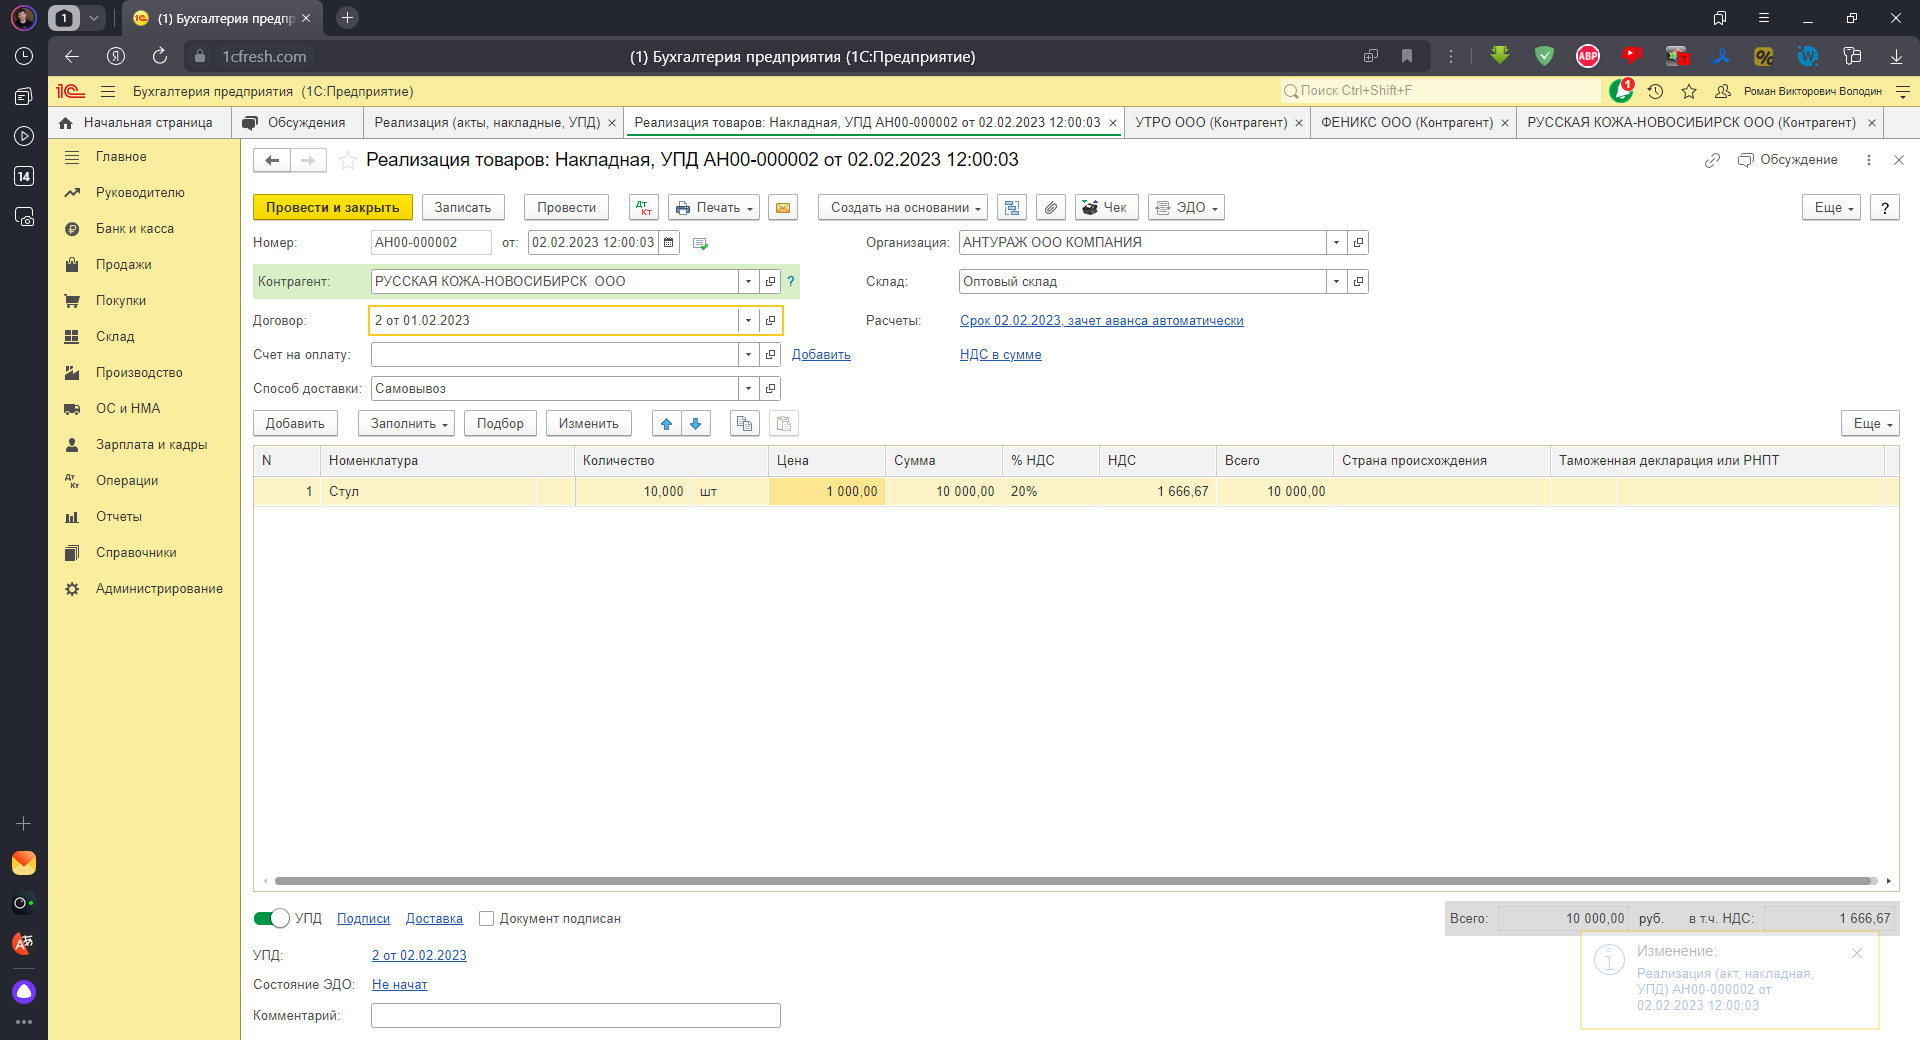 1
(1) Бухгалтерия предпр
1cfresh.com
(1) Бухгалтерия предприятия (1С:Предприятие)
ABP
14
Бухгалтерия предприятия (1С:Предприятие)
Поиск Ctrl+Shift+F
1
Роман Викторович Володин
Начальная страница
Обсуждения
Реализация (акты, накладные, УПД)
Реализация товаров: Накладная, УПД АН00-000002 от 02.02.2023 12:00:03
УТРО ООО (Контрагент)
ФЕНИКС ООО (Контрагент)
РУССКАЯ КОЖА-НОВОСИБИРСК ООО (Контрагент)
Главное
Руководителю
Банк и касса
Продажи
Покупки
Склад
Производство
ОС и НМА
Зарплата и кадры
Операции
Отчеты
Справочники
Администрирование
Реализация товаров: Накладная, УПД АН00-000002 от 02.02.2023 12:00:03
Обсуждение
Провести и закрыть
Записать
Провести
Дт Кт
Печать
Создать на основании
Чек
ЭДО
Еще
?
Номер: АН00-000002 от: 02.02.2023 12:00:03
Организация: АНТУРАЖ ООО КОМПАНИЯ
Контрагент: РУССКАЯ КОЖА-НОВОСИБИРСК ООО ?
Склад: Оптовый склад
Договор: 2 от 01.02.2023
Расчеты: Срок 02.02.2023, зачет аванса автоматически
Счет на оплату: Добавить
НДС в сумме
Способ доставки: Самовывоз
Добавить
Заполнить
Подбор
Изменить
Еще
N Номенклатура Количество Цена Сумма % НДС НДС Всего Страна происхождения Таможенная декларация или РНПТ
1 Стул 10,000 шт 1 000,00 10 000,00 20% 1 666,67 10 000,00
УПД Подписи Доставка Документ подписан
Всего: 10 000,00 руб. в т.ч. НДС: 1 666,67
УПД: 2 от 02.02.2023
Состояние ЭДО: Не начат
Комментарий:
Изменение:
Реализация (акт, накладная,
УПД) АН00-000002 от
02.02.2023 12:00:03